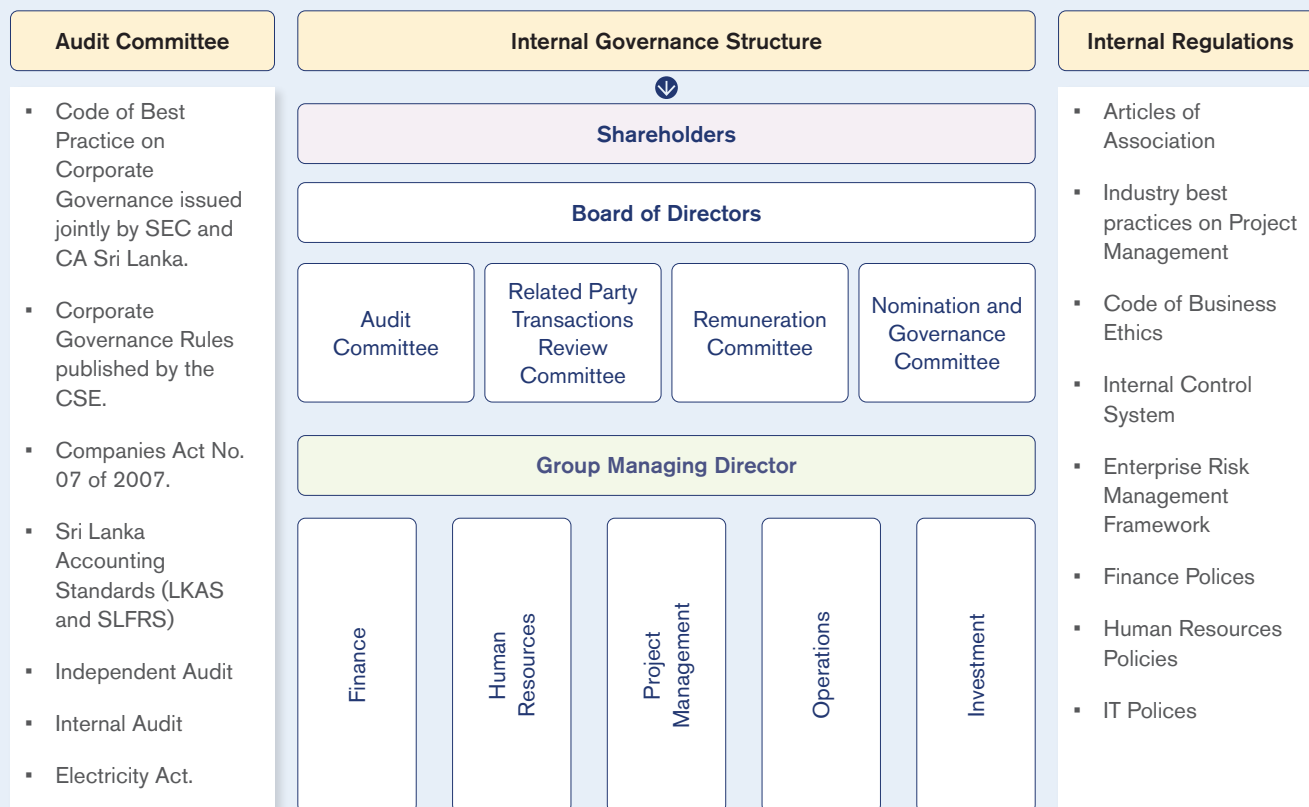 Audit Committee
Code of Best
Practice on
Corporate
Governance issued
jointly by SEC and
CA Sri Lanka.
Corporate
Governance Rules
published by the
CSE.
Companies Act No.
07 of 2007.
Sri Lanka
Accounting
Standards (LKAS
and SLFRS)
Independent Audit
Internal Audit
Electricity Act.
Internal Governance Structure
Shareholders
Board of Directors
Audit
Committee
Related Party
Transactions
Review
Committee
Remuneration
Committee
Nomination and
Governance
Committee
Group Managing Director
Finance
Human
Resources
Project
Management
Operations
Investment
Internal Regulations
Articles of
Association
Industry best
practices on Project
Management
Code of Business
Ethics
Internal Control
System
Enterprise Risk
Management
Framework
Finance Polices
Human Resources
Policies
IT Polices